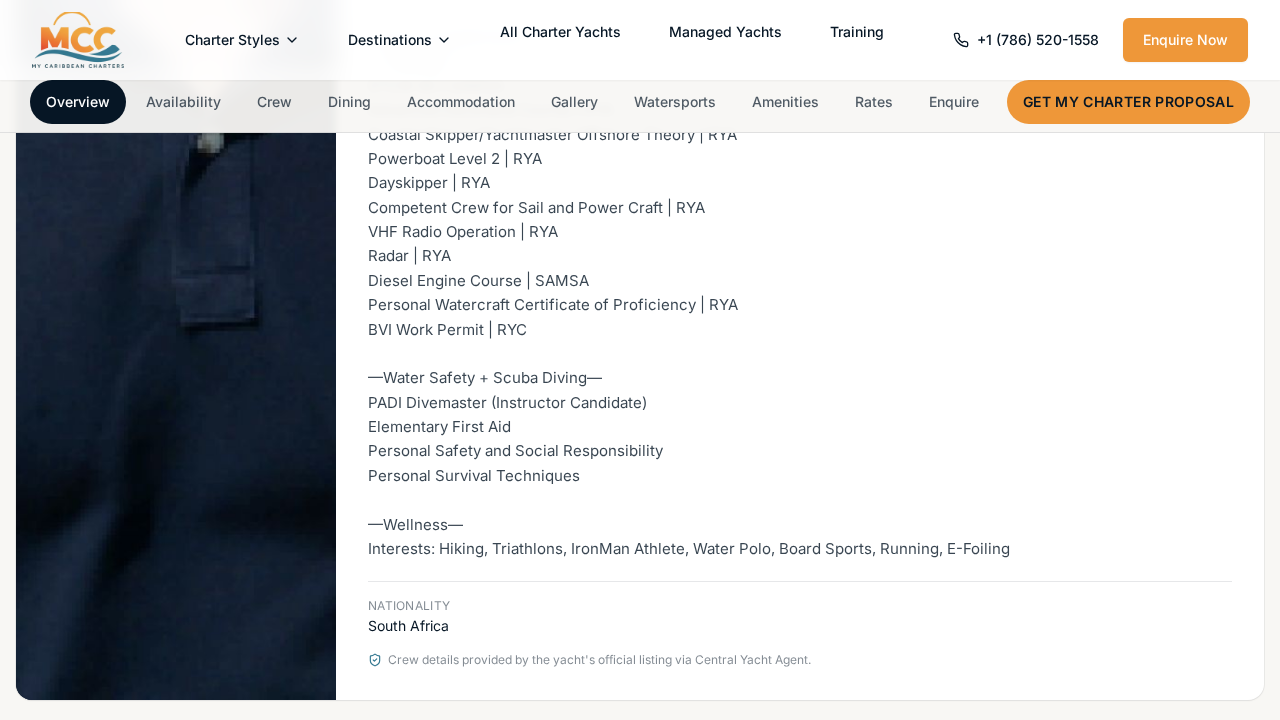 MCC
MY CARIBBEAN CHARTERS
Charter Styles
Destinations
All Charter Yachts
Managed Yachts
Training
+1 (786) 520-1558
Enquire Now
Overview
Availability
Crew
Dining
Accommodation
Gallery
Watersports
Amenities
Rates
Enquire
GET MY CHARTER PROPOSAL
Coastal Skipper/Yachtmaster Offshore Theory | RYA
Powerboat Level 2 | RYA
Dayskipper | RYA
Competent Crew for Sail and Power Craft | RYA
VHF Radio Operation | RYA
Radar | RYA
Diesel Engine Course | SAMSA
Personal Watercraft Certificate of Proficiency | RYA
BVI Work Permit | RYC
—Water Safety + Scuba Diving—
PADI Divemaster (Instructor Candidate)
Elementary First Aid
Personal Safety and Social Responsibility
Personal Survival Techniques
—Wellness—
Interests: Hiking, Triathlons, IronMan Athlete, Water Polo, Board Sports, Running, E-Foiling
NATIONALITY
South Africa
Crew details provided by the yacht's official listing via Central Yacht Agent.